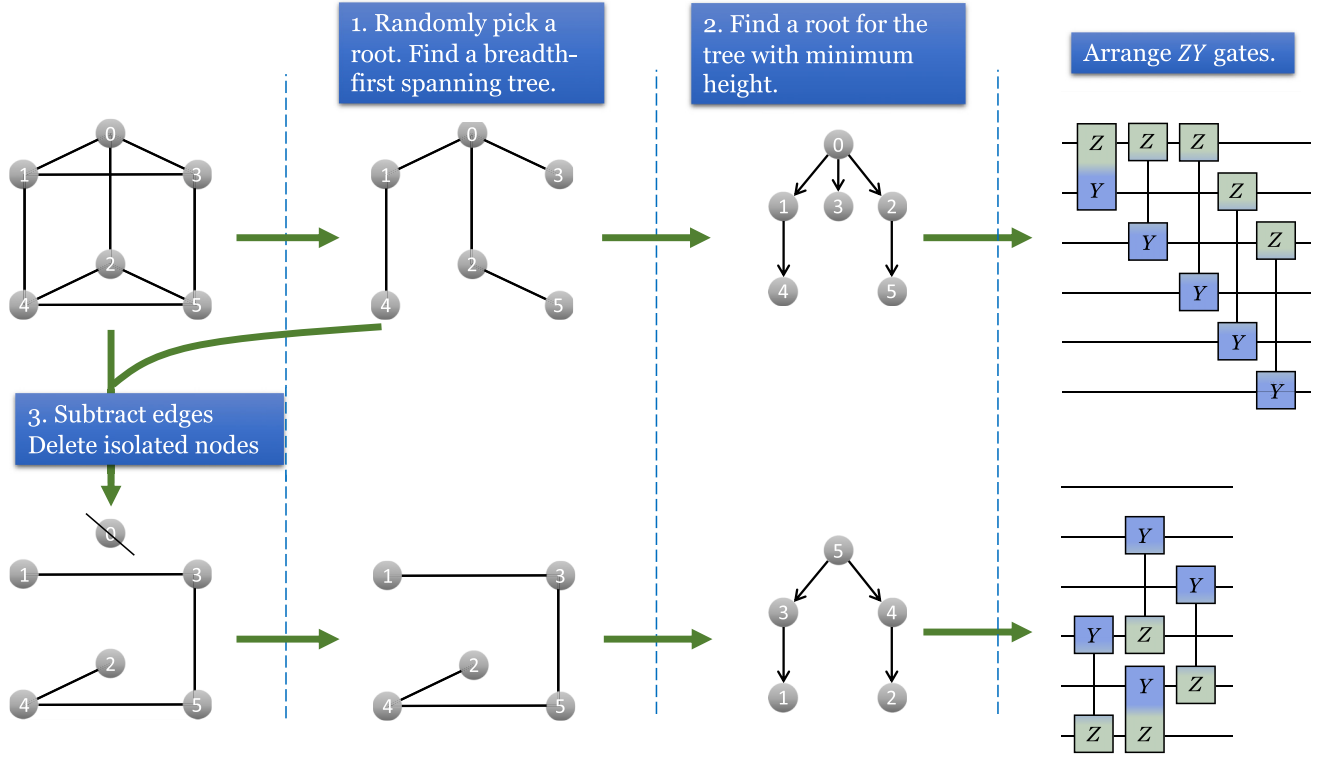 1. Randomly pick a
root. Find a breadth-
first spanning tree.
2. Find a root for the
tree with minimum
height.
Arrange ZY gates.
0
1
3
2
4
5
0
1
3
2
4
5
0
1
3
2
4
5
Z
Z
Z
Y
Z
Y
Z
Y
Y
Y
3. Subtract edges
Delete isolated nodes
0
1
3
2
4
5
1
3
2
4
5
5
3
4
1
2
Y
Y
Y
Z
Y
Z
Z
Z